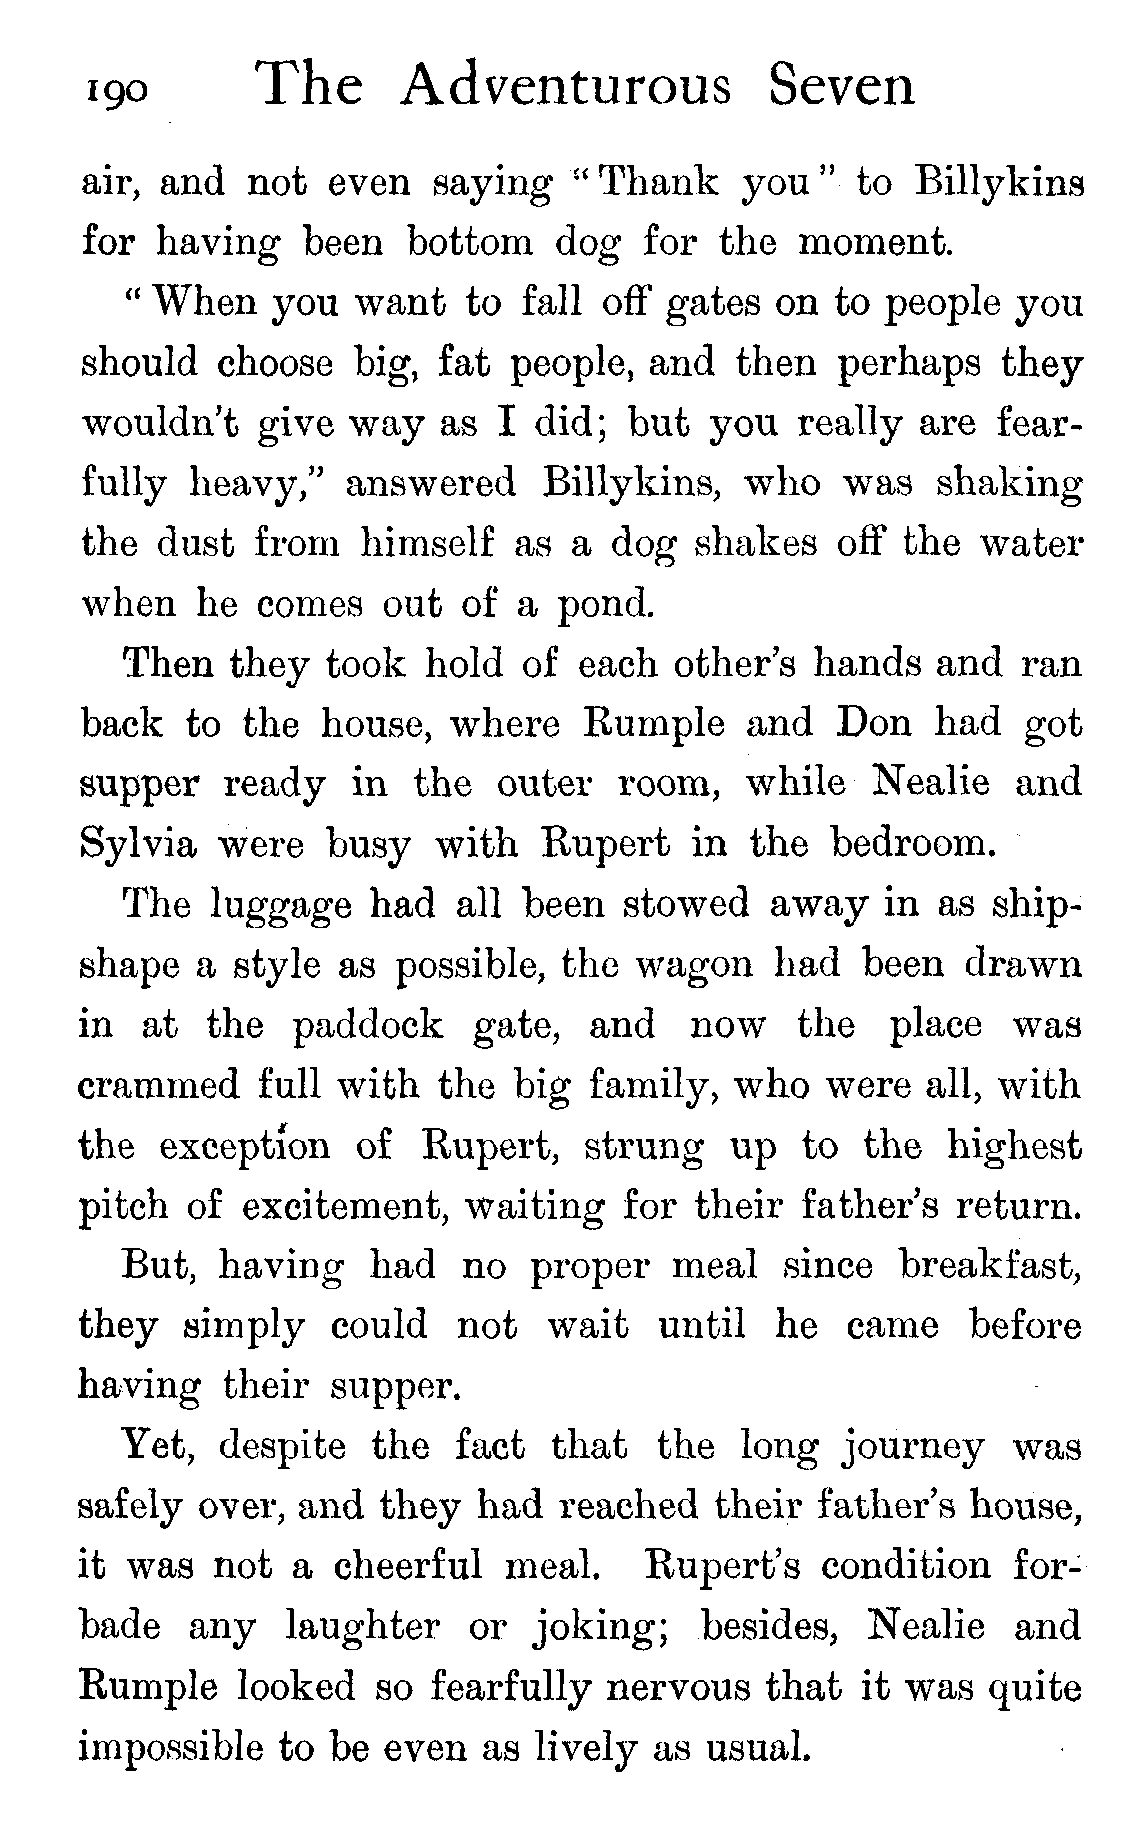 190 The Adventurous Seven
air, and not even saying “Thank you” to Billykins
for having been bottom dog for the moment.
“When you want to fall off gates on to people you
should choose big, fat people, and then perhaps they
wouldn’t give way as I did; but you really are fear-
fully heavy,” answered Billykins, who was shaking
the dust from himself as a dog shakes off the water
when he comes out of a pond.
Then they took hold of each other’s hands and ran
back to the house, where Rumple and Don had got
supper ready in the outer room, while Nealie and
Sylvia were busy with Rupert in the bedroom.
The luggage had all been stowed away in as ship-
shape a style as possible, the wagon had been drawn
in at the paddock gate, and now the place was
crammed full with the big family, who were all, with
the exception of Rupert, strung up to the highest
pitch of excitement, waiting for their father’s return.
But, having had no proper meal since breakfast,
they simply could not wait until he came before
having their supper.
Yet, despite the fact that the long journey was
safely over, and they had reached their father’s house,
it was not a cheerful meal. Rupert’s condition for-
bade any laughter or joking; besides, Nealie and
Rumple looked so fearfully nervous that it was quite
impossible to be even as lively as usual.